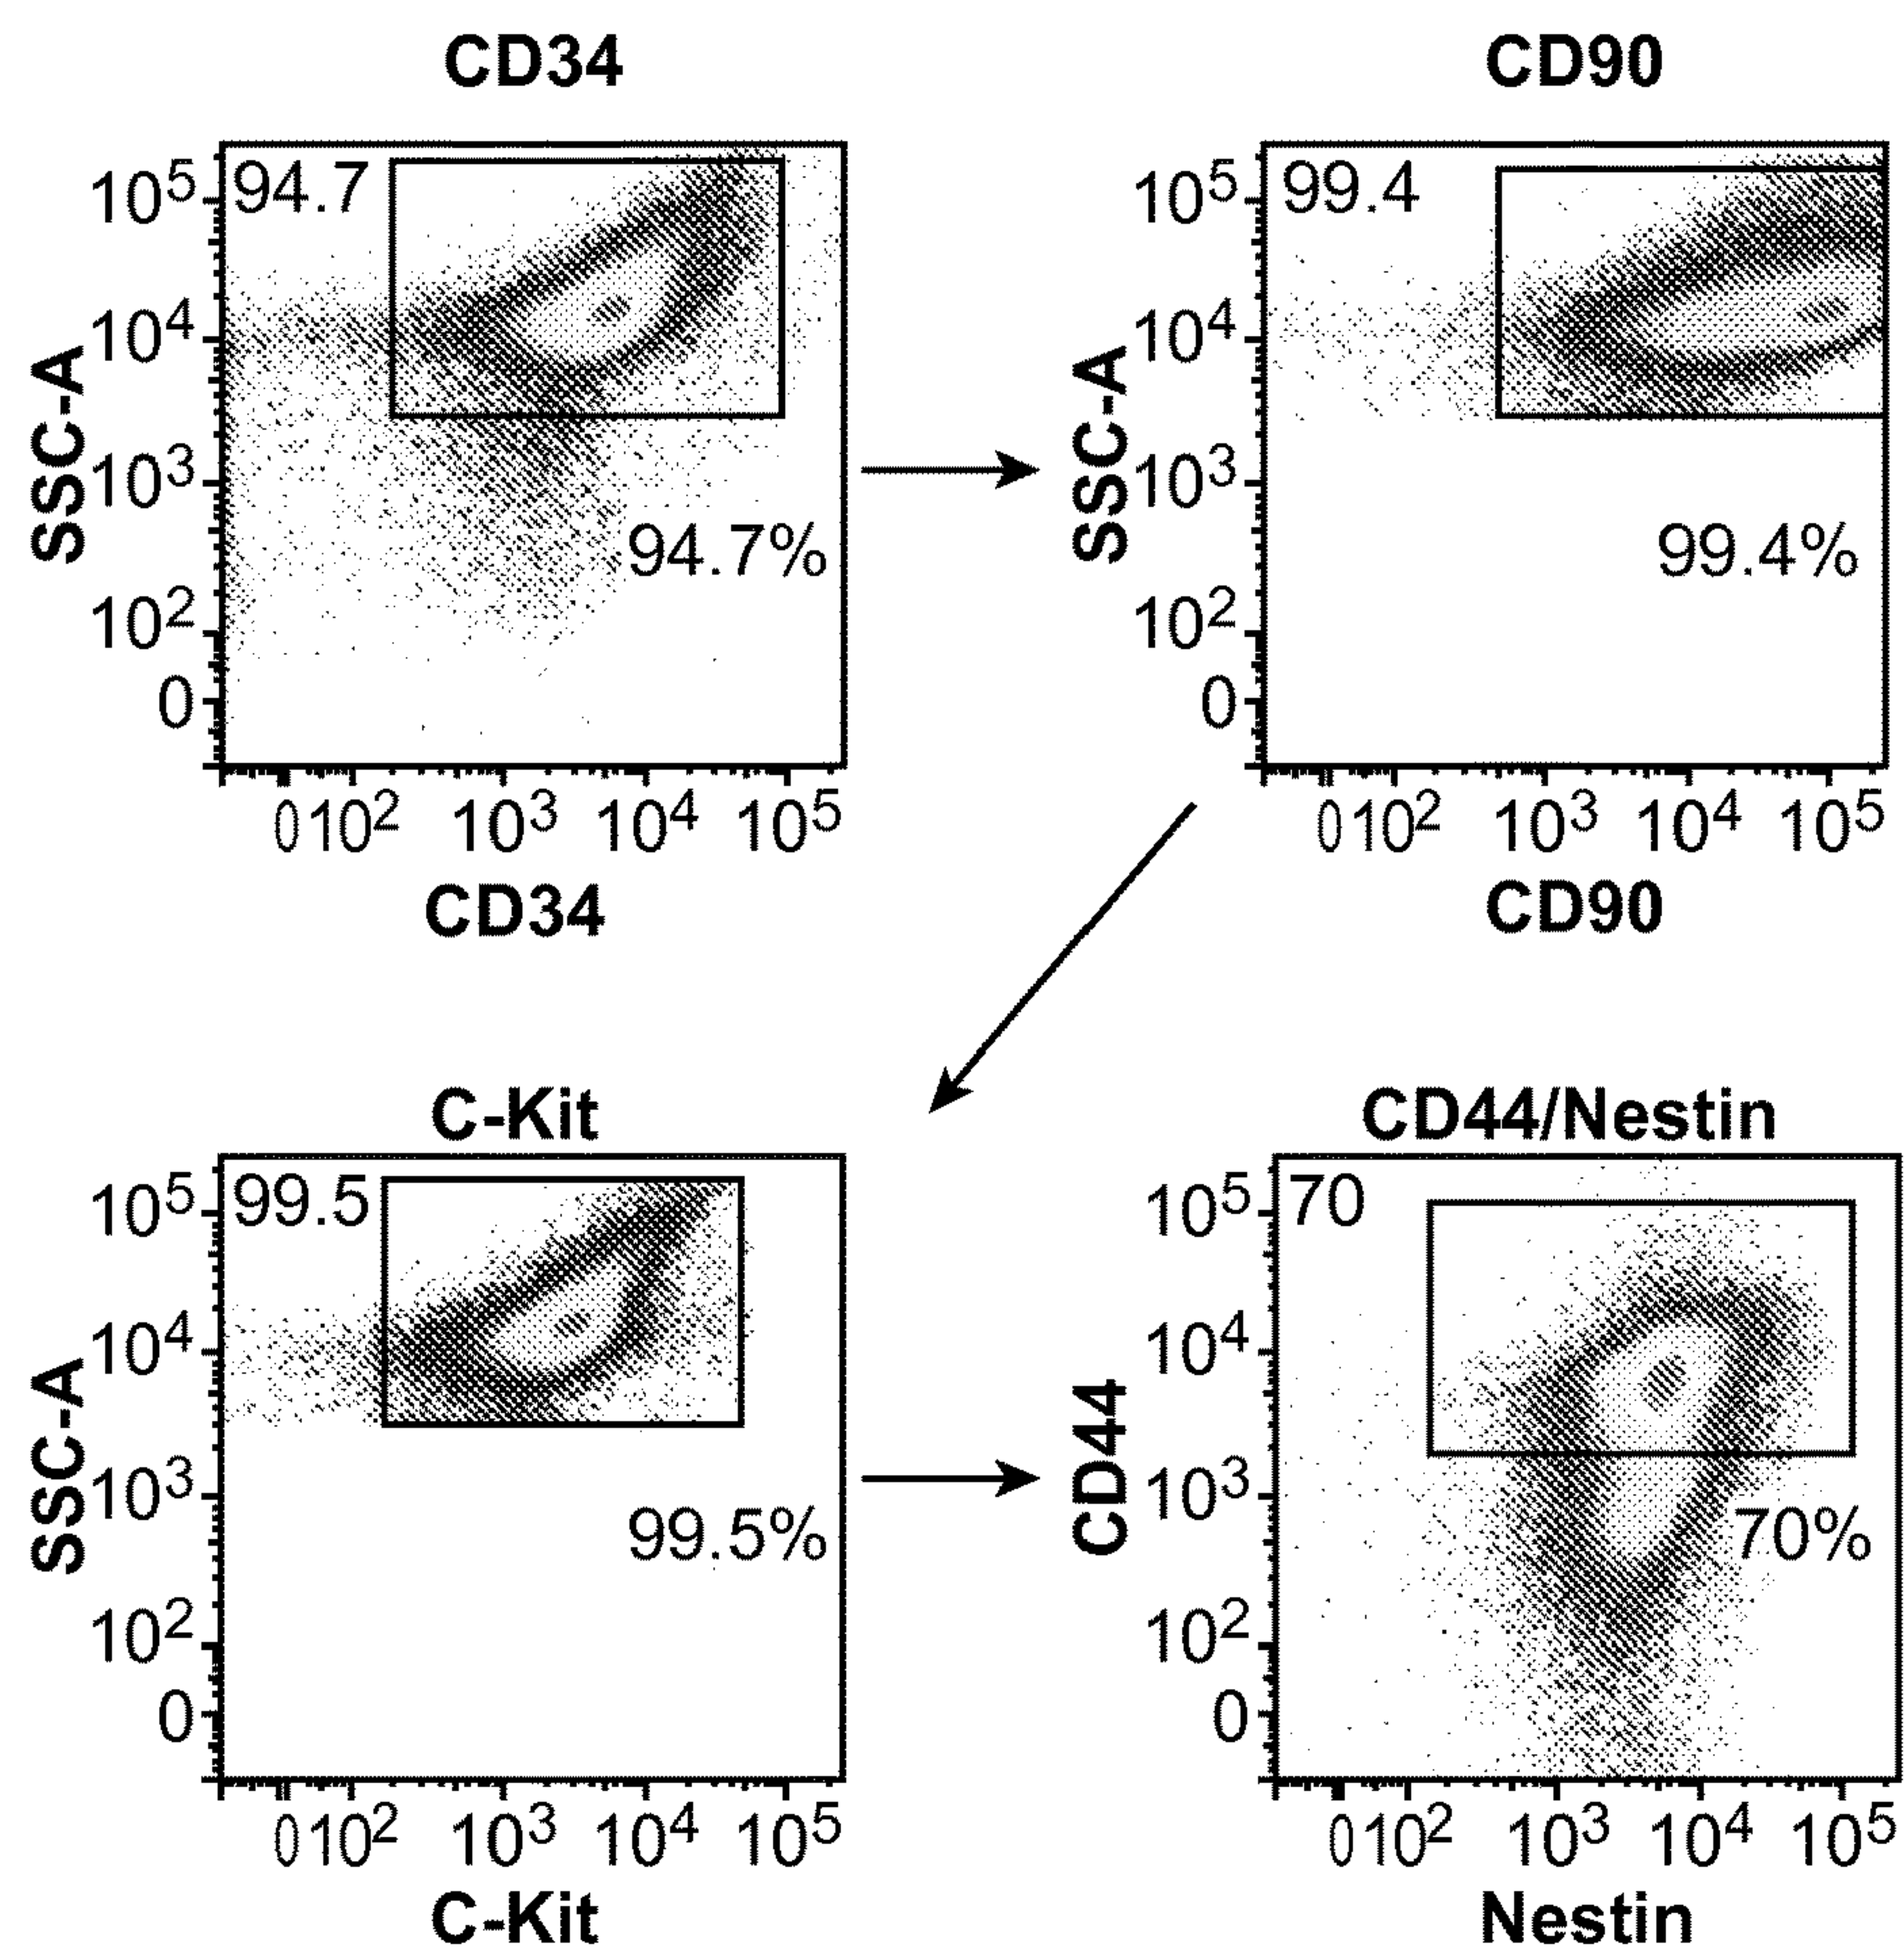 CD34
94.7
10⁵
10⁴
10³
10²
0
SSC-A
94.7%
0 10² 10³ 10⁴ 10⁵
CD34
CD90
99.4
10⁵
10⁴
10³
10²
0
SSC-A
99.4%
0 10² 10³ 10⁴ 10⁵
CD90
C-Kit
99.5
10⁵
10⁴
10³
10²
0
SSC-A
99.5%
0 10² 10³ 10⁴ 10⁵
C-Kit
CD44/Nestin
70
10⁵
10⁴
10³
10²
0
CD44
70%
0 10² 10³ 10⁴ 10⁵
Nestin